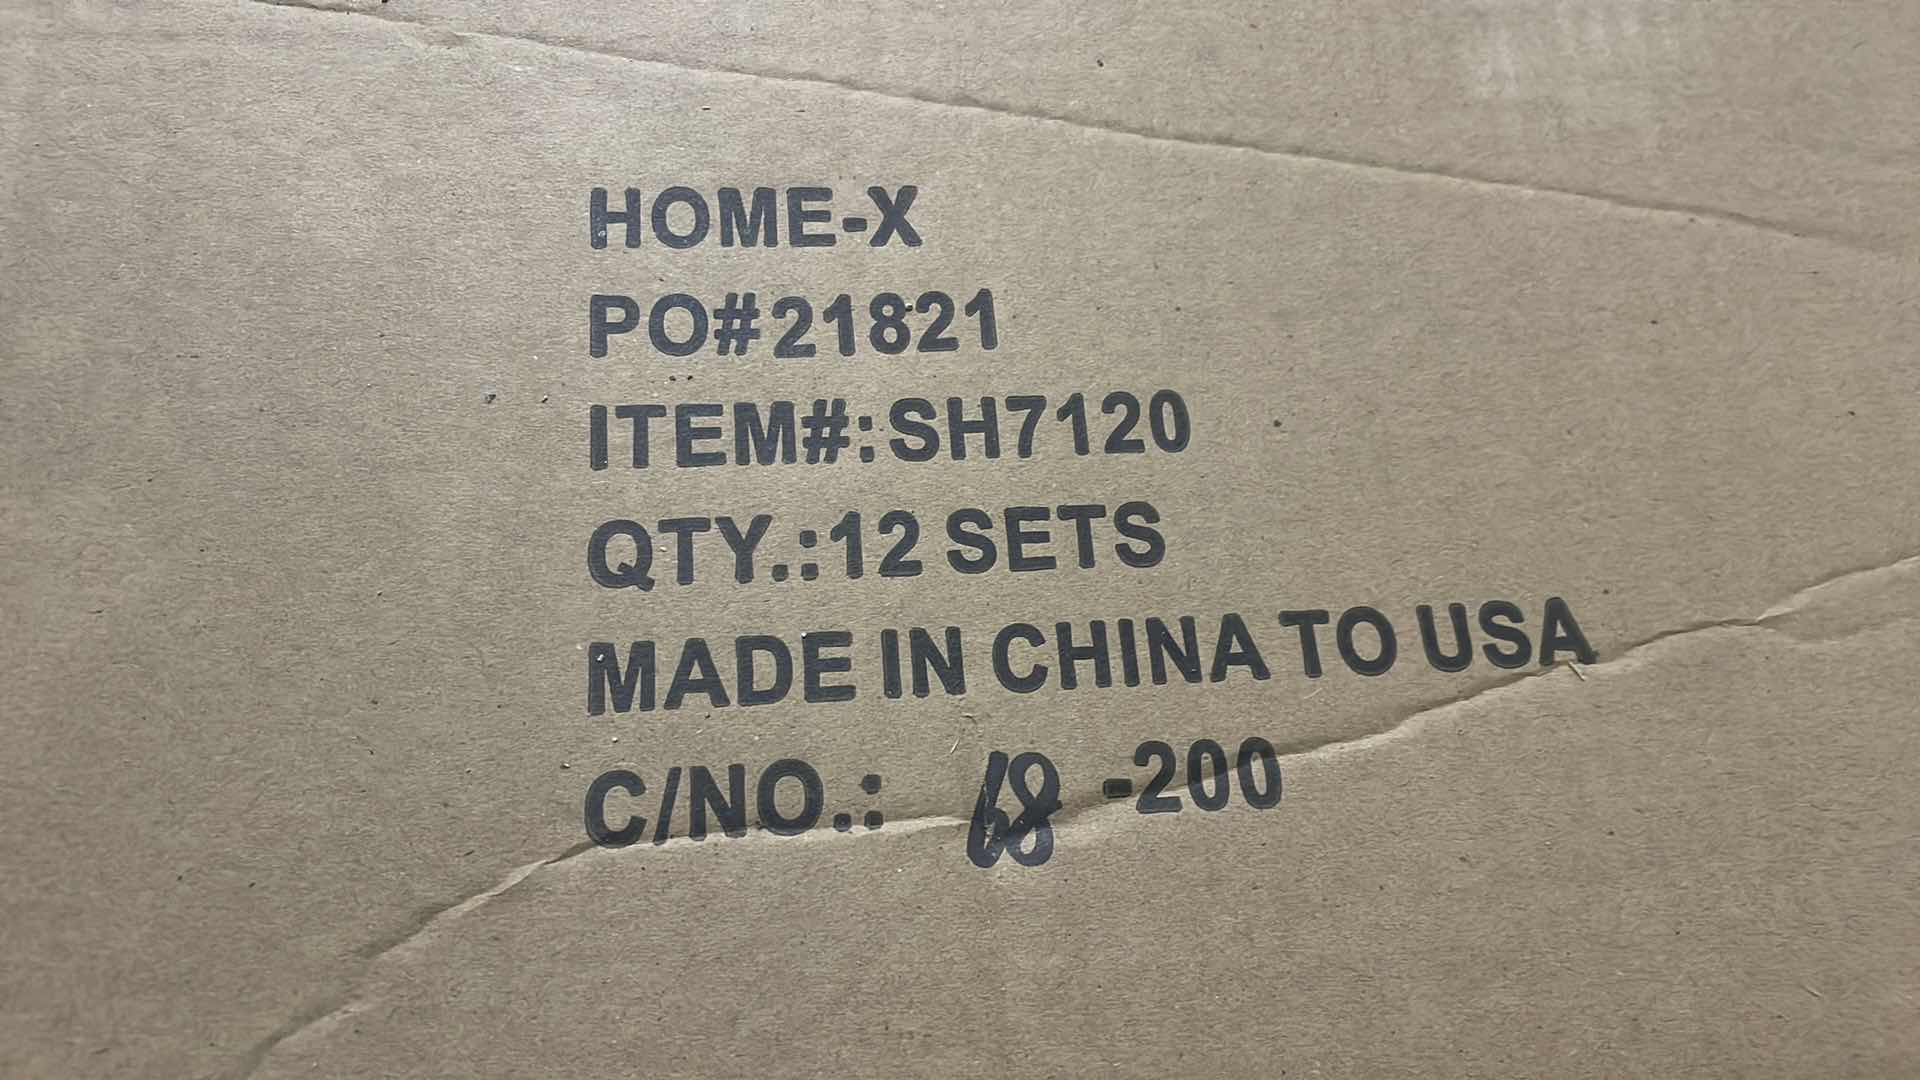 HOME-X
PO#21821
ITEM#:SH7120
QTY.:12 SETS
MADE IN CHINA TO USA
C/NO.: 68 -200